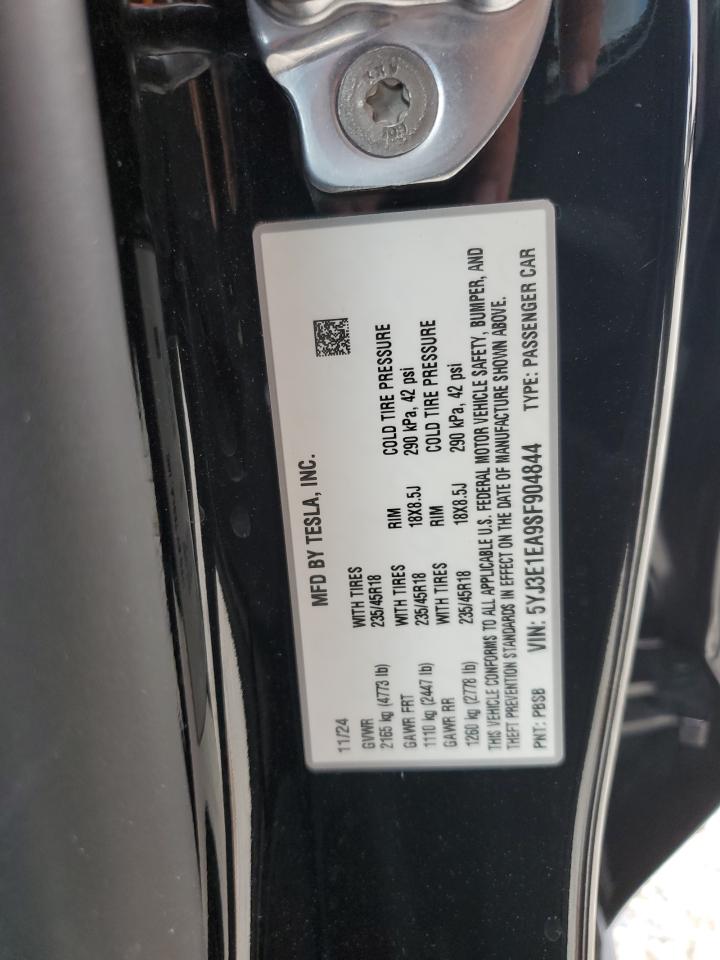 MFD BY TESLA, INC.
11/24
GVWR WITH TIRES
2165 kg (4773 lb) 235/45R18
GAWR FRT WITH TIRES RIM COLD TIRE PRESSURE
1110 kg (2447 lb) 235/45R18 18X8.5J 290 kPa, 42 psi
GAWR RR WITH TIRES RIM COLD TIRE PRESSURE
1260 kg (2778 lb) 235/45R18 18X8.5J 290 kPa, 42 psi
THIS VEHICLE CONFORMS TO ALL APPLICABLE U.S. FEDERAL MOTOR VEHICLE SAFETY, BUMPER, AND
THEFT PREVENTION STANDARDS IN EFFECT ON THE DATE OF MANUFACTURE SHOWN ABOVE.
PNT: PBSB VIN: 5YJ3E1EA9SF904844 TYPE: PASSENGER CAR